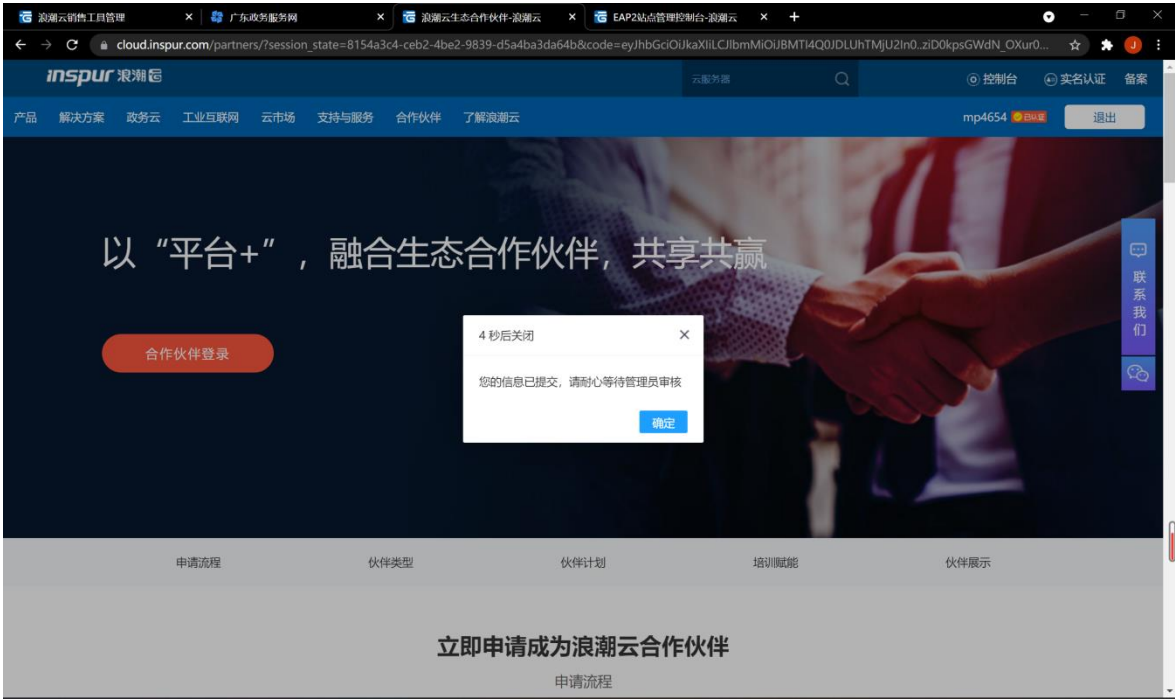 浪潮云销售工具管理
广东政务服务网
浪潮云生态合作伙伴-浪潮云
EAP2站点管理控制台-浪潮云
cloud.inspur.com/partners/?session_state=8154a3c4-ceb2-4be2-9839-d5a4ba3da64b&code=eyJhbGciOiJkaXIiLCJlbmMiOiJBMTI4Q0JDLUhTMjU2In0..ziD0kpsGWdN_OXur0...
J
inspur 浪潮
云服务器
控制台
实名认证
备案
产品
解决方案
政务云
工业互联网
云市场
支持与服务
合作伙伴
了解浪潮云
mp4654
已认证
退出
以“平台+”，融合生态合作伙伴，共享共赢
合作伙伴登录
4 秒后关闭
您的信息已提交，请耐心等待管理员审核
确定
联系我们
申请流程
伙伴类型
伙伴计划
培训赋能
伙伴展示
立即申请成为浪潮云合作伙伴
申请流程